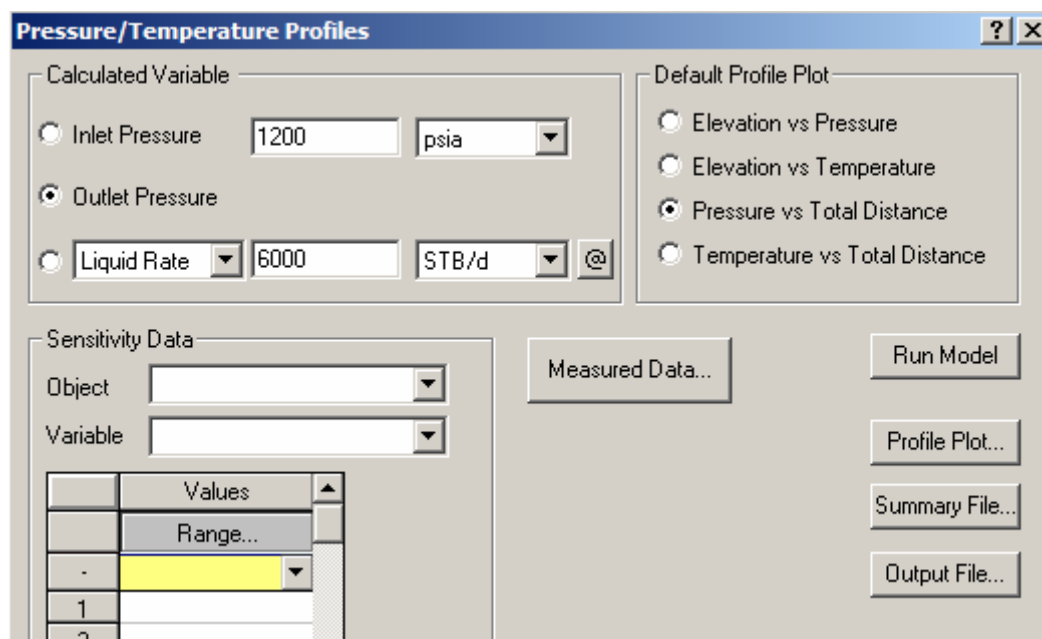 Pressure/Temperature Profiles
Calculated Variable
Inlet Pressure 1200 psia
Outlet Pressure
Liquid Rate 6000 STB/d @
Default Profile Plot
Elevation vs Pressure
Elevation vs Temperature
Pressure vs Total Distance
Temperature vs Total Distance
Sensitivity Data
Object
Variable
Values
Range...
-
1
Measured Data...
Run Model
Profile Plot...
Summary File...
Output File...